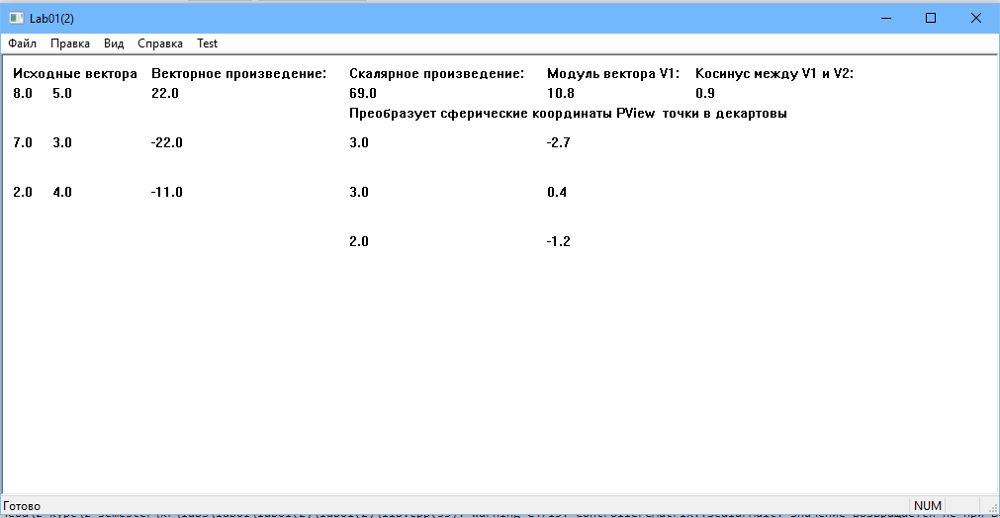 Lab01(2)
Файл Правка Вид Справка Test
Исходные вектора Векторное произведение: Скалярное произведение: Модуль вектора V1: Косинус между V1 и V2:
8.0 5.0 22.0 69.0 10.8 0.9
Преобразует сферические координаты PView точки в декартовы
7.0 3.0 -22.0 3.0 -2.7
2.0 4.0 -11.0 3.0 0.4
2.0 -1.2
Готово NUM